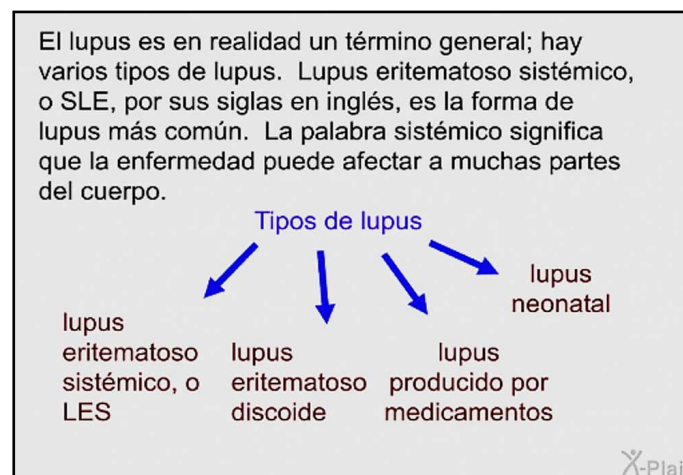 El lupus es en realidad un término general; hay
varios tipos de lupus. Lupus eritematoso sistémico,
o SLE, por sus siglas en inglés, es la forma de
lupus más común. La palabra sistémico significa
que la enfermedad puede afectar a muchas partes
del cuerpo.
Tipos de lupus
lupus
eritematoso
sistémico, o
LES
lupus
eritematoso
discoide
lupus
producido por
medicamentos
lupus
neonatal
X-Plai